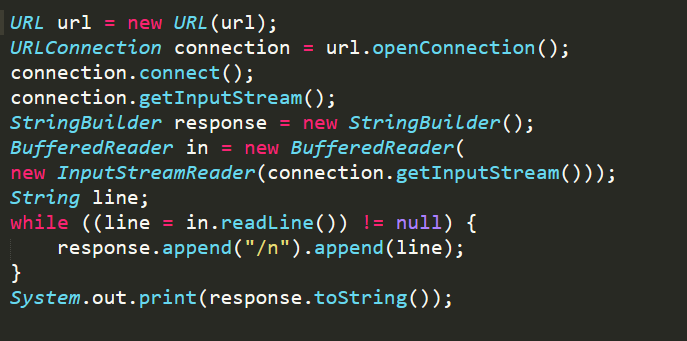 URL url = new URL(url);
URLConnection connection = url.openConnection();
connection.connect();
connection.getInputStream();
StringBuilder response = new StringBuilder();
BufferedReader in = new BufferedReader(
new InputStreamReader(connection.getInputStream()));
String line;
while ((line = in.readLine()) != null) {
    response.append("/n").append(line);
}
System.out.print(response.toString());